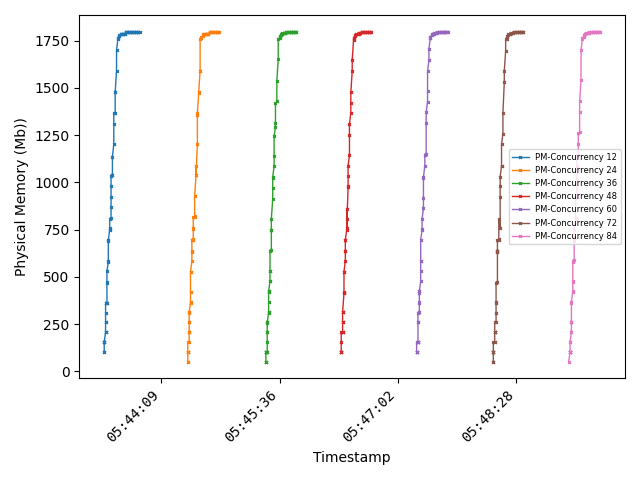 1750
1500
1250
1000
750
500
250
0
Physical Memory (Mb))
PM-Concurrency 12
PM-Concurrency 24
PM-Concurrency 36
PM-Concurrency 48
PM-Concurrency 60
PM-Concurrency 72
PM-Concurrency 84
05:44:09
05:45:36
05:47:02
05:48:28
Timestamp